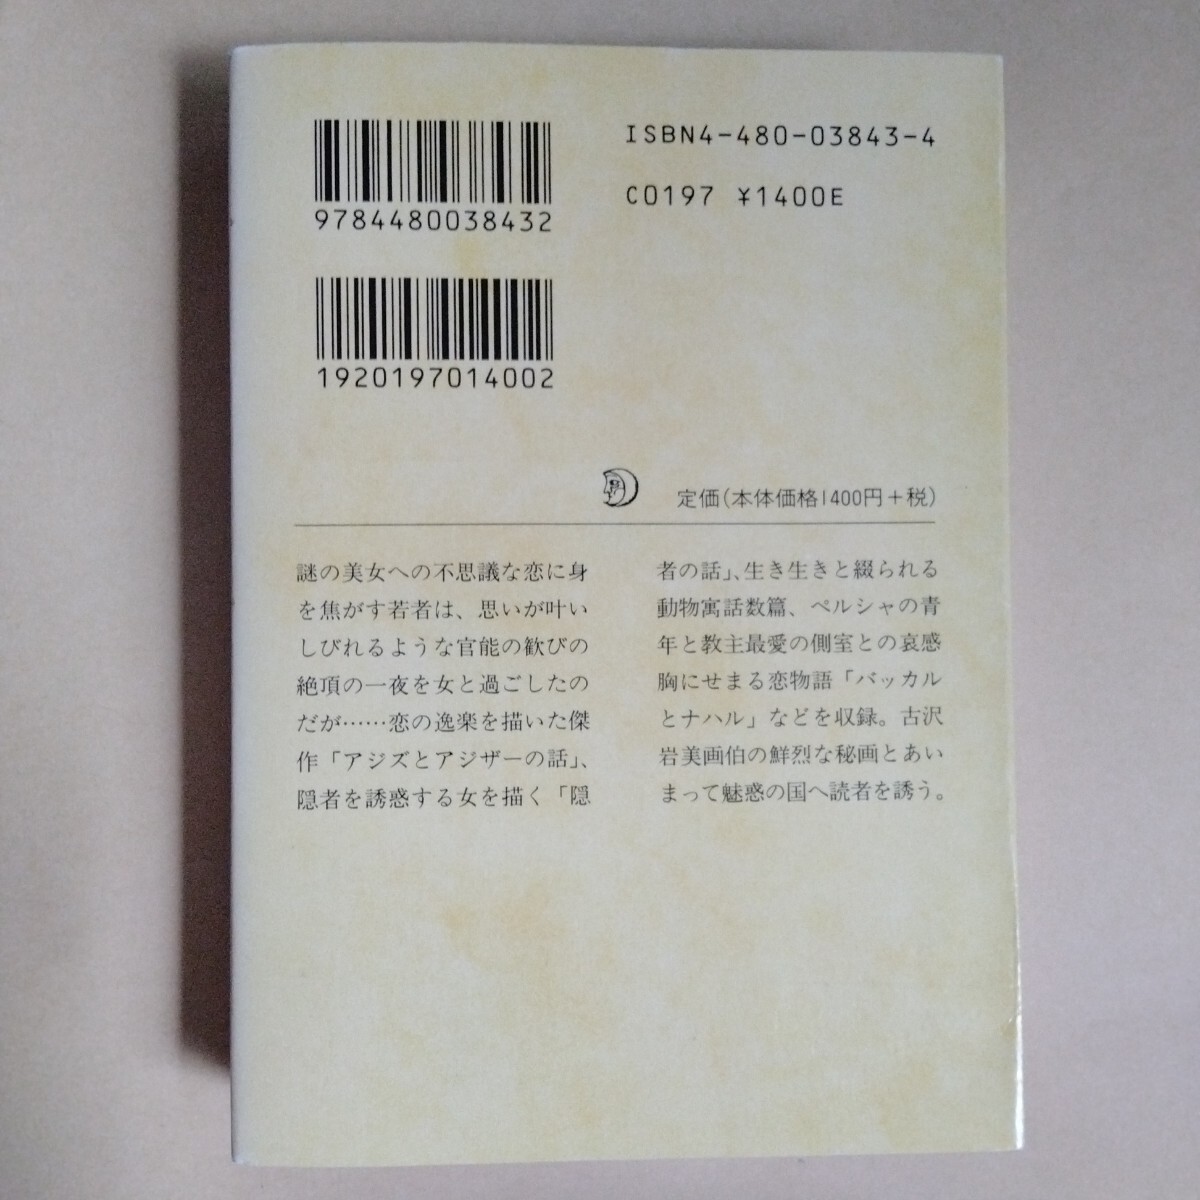 ISBN4-480-03843-4
C0197 ¥1400E
9784480038432
1920197014002
定価(本体価格1400円+税)
謎の美女への不思議な恋に身
を焦がす若者は、思いが叶い
しびれるような官能の歓びの
絶頂の一夜を女と過ごしたの
だが……恋の逸楽を描いた傑
作「アジズとアジザーの話」、
隠者を誘惑する女を描く「隠
者の話」、生き生きと綴られる
動物寓話数篇、ペルシャの青
年と教主最愛の側室との哀感
胸にせまる恋物語「バッカル
とナハル」などを収録。古沢
岩美画伯の鮮烈な秘画とあい
まって魅惑の国へ読者を誘う。